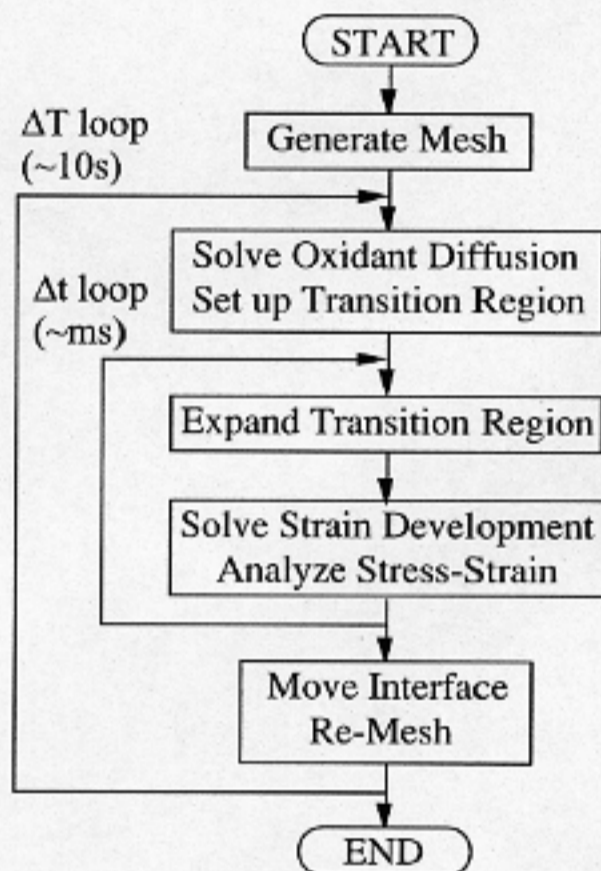 START
Generate Mesh
ΔT loop
(~10s)
Solve Oxidant Diffusion
Set up Transition Region
Δt loop
(~ms)
Expand Transition Region
Solve Strain Development
Analyze Stress-Strain
Move Interface
Re-Mesh
END